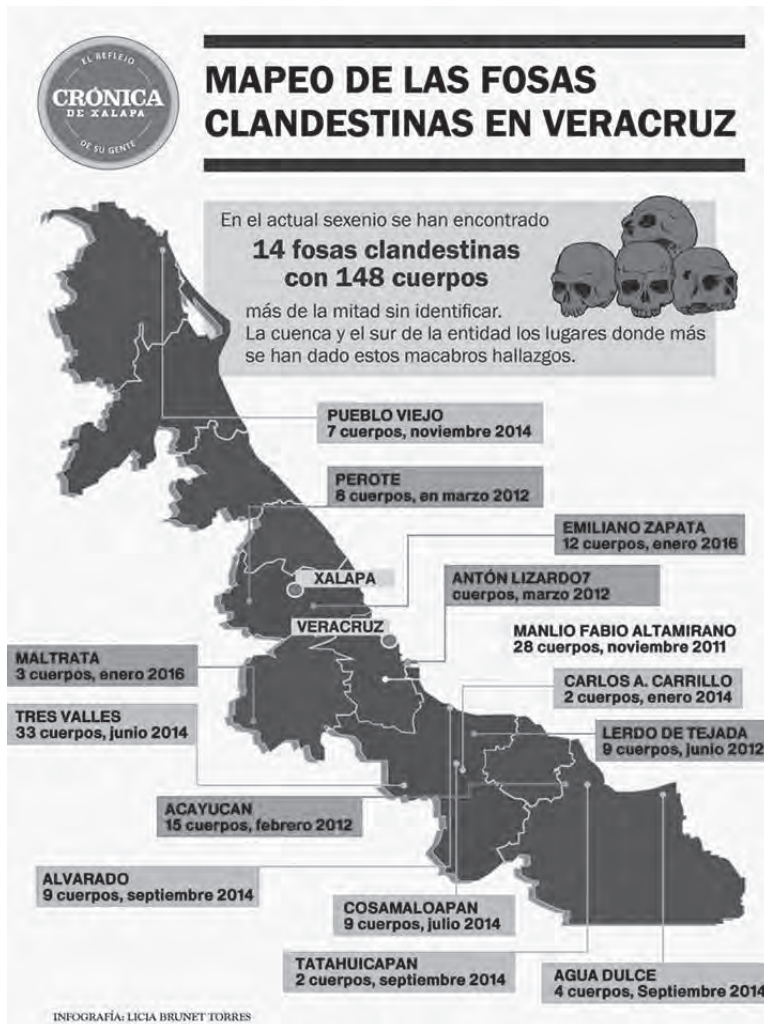 EL REFLEJO
CRÓNICA
DE XALAPA
DE SU GENTE
MAPEO DE LAS FOSAS
CLANDESTINAS EN VERACRUZ
En el actual sexenio se han encontrado
14 fosas clandestinas
con 148 cuerpos
más de la mitad sin identificar.
La cuenca y el sur de la entidad los lugares donde más
se han dado estos macabros hallazgos.
PUEBLO VIEJO
7 cuerpos, noviembre 2014
PEROTE
8 cuerpos, en marzo 2012
EMILIANO ZAPATA
12 cuerpos, enero 2016
XALAPA
ANTÓN LIZARDO7
cuerpos, marzo 2012
VERACRUZ
MANLIO FABIO ALTAMIRANO
28 cuerpos, noviembre 2011
MALTRATA
3 cuerpos, enero 2016
CARLOS A. CARRILLO
2 cuerpos, enero 2014
TRES VALLES
33 cuerpos, junio 2014
LERDO DE TEJADA
9 cuerpos, junio 2012
ACAYUCAN
15 cuerpos, febrero 2012
ALVARADO
9 cuerpos, septiembre 2014
COSAMALOAPAN
9 cuerpos, julio 2014
TATAHUICAPAN
2 cuerpos, septiembre 2014
AGUA DULCE
4 cuerpos, Septiembre 2014
INFOGRAFÍA: LICIA BRUNET TORRES